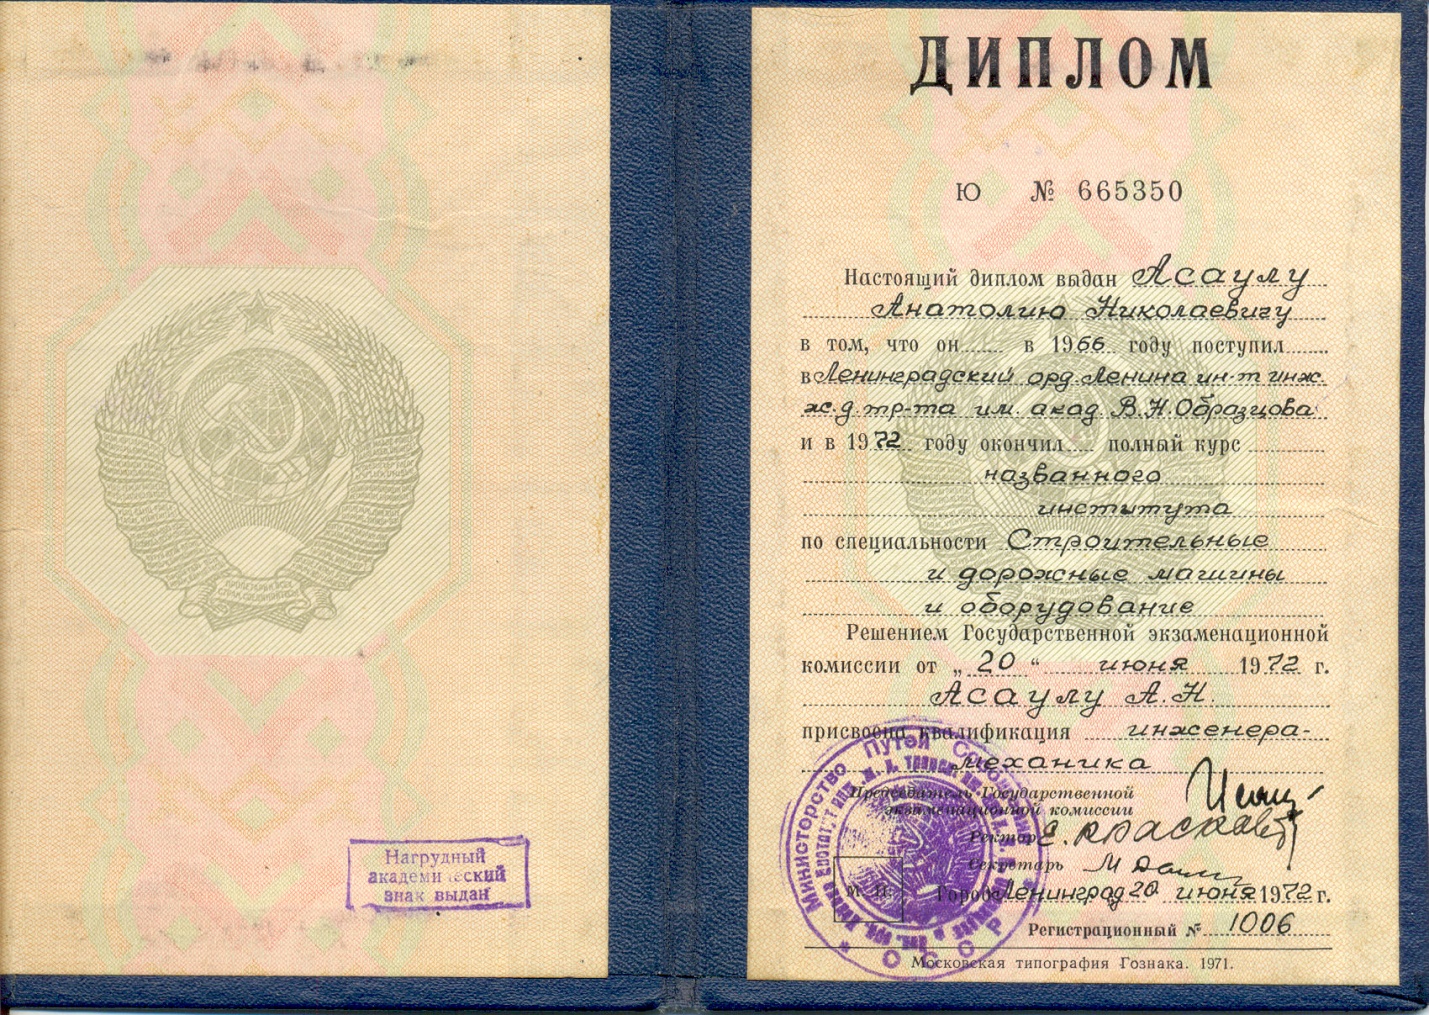 Нагрудный
академический
знак выдан
ДИПЛОМ
Ю № 665350
Настоящий диплом выдан Асаулу
Анатолию Николаевичу
в том, что он в 1966 году поступил
в Ленинградский орд. Ленина ин-т инж.
ж.д. тр-та им. акад. В.Н. Образцова
и в 1972 году окончил полный курс
названного
института
по специальности Строительные
и дорожные машины
и оборудование
Решением Государственной экзаменационной
комиссии от „20“ июня 1972 г.
Асаулу А.Н.
присвоена квалификация инженера-
механика
Председатель Государственной
экзаменационной комиссии
Ректор
Секретарь
М. П.
Город Ленинград 20 июня 1972 г.
Регистрационный № 1006
Московская типография Гознака. 1971.
Министерство Путей Сообщения
СССР